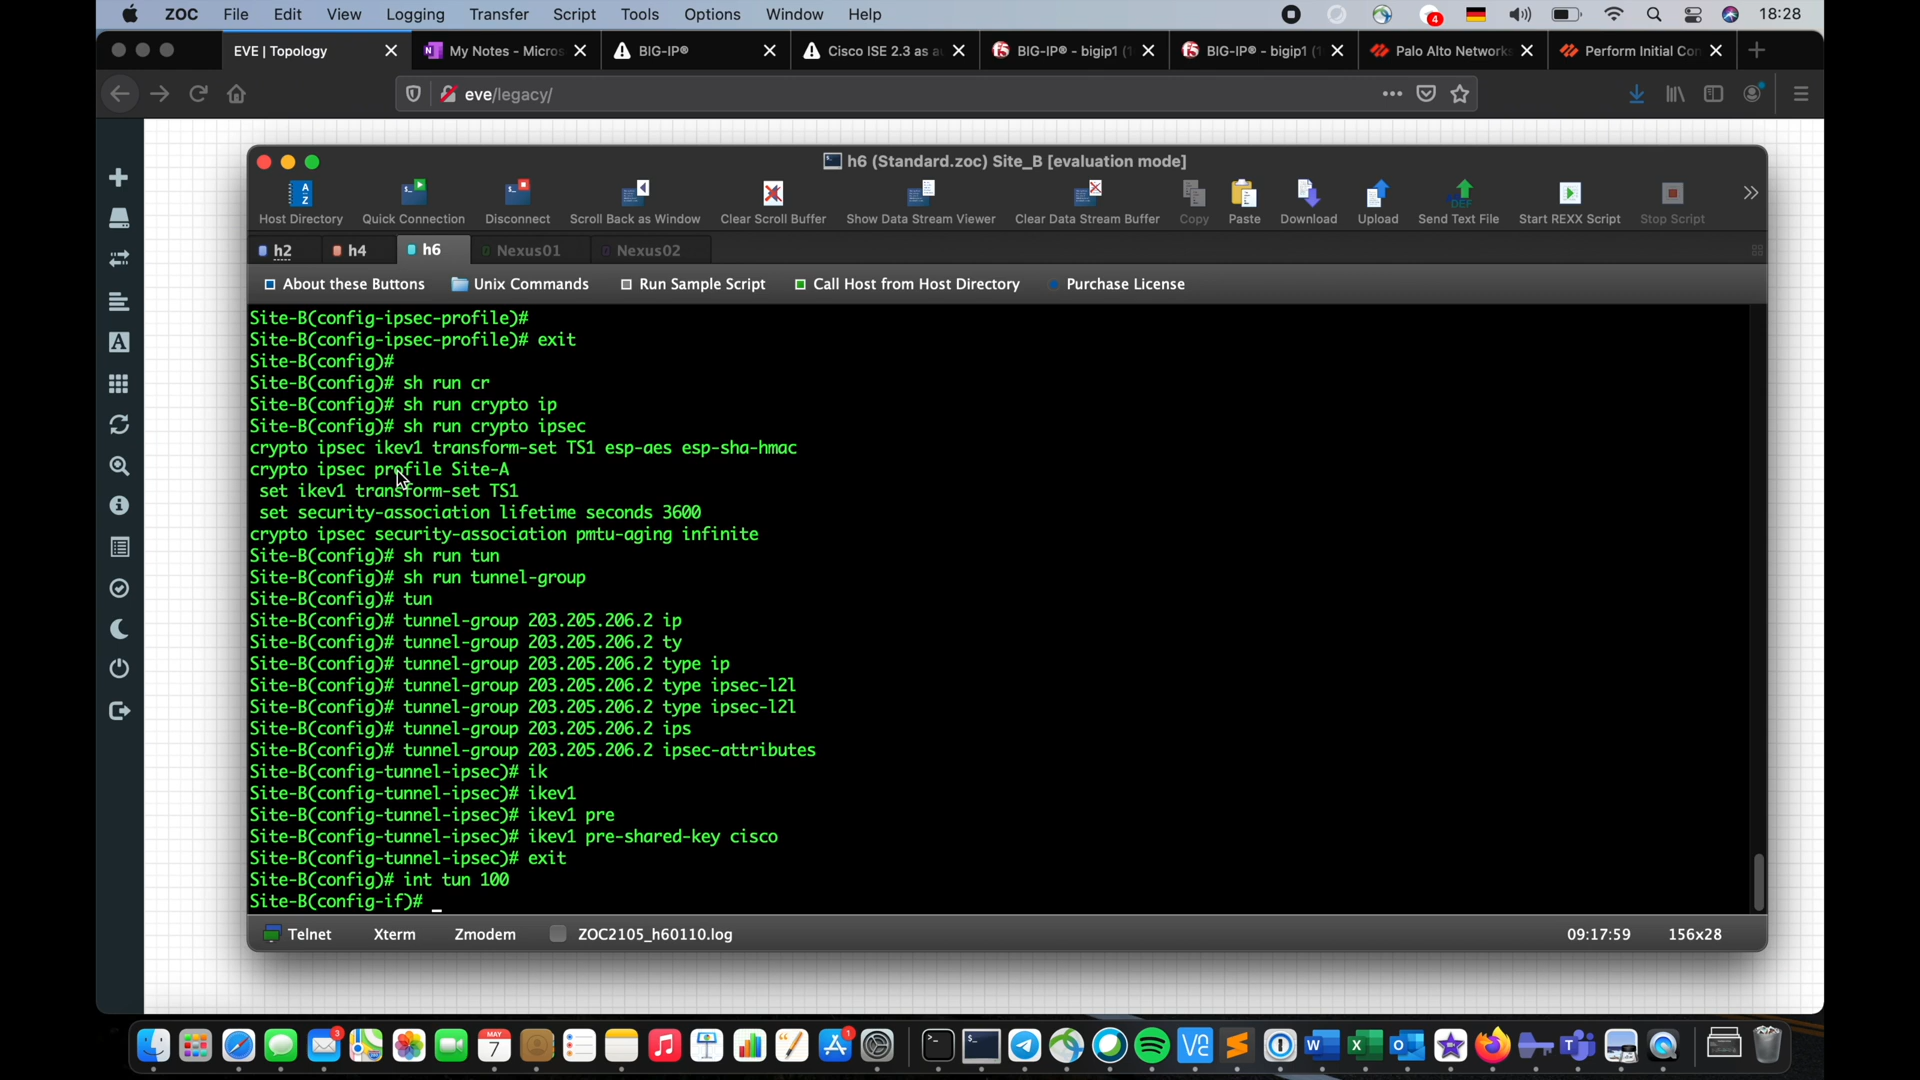 ZOC File Edit View Logging Transfer Script Tools Options Window Help 4 18:28
EVE | Topology My Notes - Micros BIG-IP® Cisco ISE 2.3 as a BIG-IP® - bigip1 (1 BIG-IP® - bigip1 (1 Palo Alto Network Perform Initial Con
eve/legacy/
h6 (Standard.zoc) Site_B [evaluation mode]
Host Directory Quick Connection Disconnect Scroll Back as Window Clear Scroll Buffer Show Data Stream Viewer Clear Data Stream Buffer Copy Paste Download Upload Send Text File Start REXX Script Stop Script
h2 h4 h6 Nexus01 Nexus02
About these Buttons Unix Commands Run Sample Script Call Host from Host Directory Purchase License
Site-B(config-ipsec-profile)#
Site-B(config-ipsec-profile)# exit
Site-B(config)#
Site-B(config)# sh run cr
Site-B(config)# sh run crypto ip
Site-B(config)# sh run crypto ipsec
crypto ipsec ikev1 transform-set TS1 esp-aes esp-sha-hmac
crypto ipsec profile Site-A
set ikev1 transform-set TS1
set security-association lifetime seconds 3600
crypto ipsec security-association pmtu-aging infinite
Site-B(config)# sh run tun
Site-B(config)# sh run tunnel-group
Site-B(config)# tun
Site-B(config)# tunnel-group 203.205.206.2 ip
Site-B(config)# tunnel-group 203.205.206.2 ty
Site-B(config)# tunnel-group 203.205.206.2 type ip
Site-B(config)# tunnel-group 203.205.206.2 type ipsec-l2l
Site-B(config)# tunnel-group 203.205.206.2 type ipsec-l2l
Site-B(config)# tunnel-group 203.205.206.2 ips
Site-B(config)# tunnel-group 203.205.206.2 ipsec-attributes
Site-B(config-tunnel-ipsec)# ik
Site-B(config-tunnel-ipsec)# ikev1
Site-B(config-tunnel-ipsec)# ikev1 pre
Site-B(config-tunnel-ipsec)# ikev1 pre-shared-key cisco
Site-B(config-tunnel-ipsec)# exit
Site-B(config)# int tun 100
Site-B(config-if)# _
Telnet Xterm Zmodem ZOC2105_h60110.log 09:17:59 156x28
3 MAY 7 1